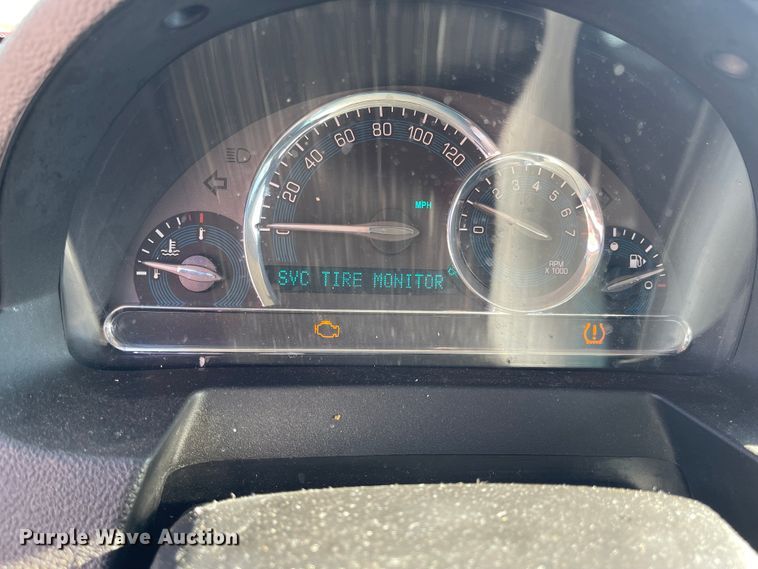 0 20 40 60 80 100 120
MPH
0 2 3 4 5 6 7
RPM
X 1000
SVC TIRE MONITOR
Purple Wave Auction